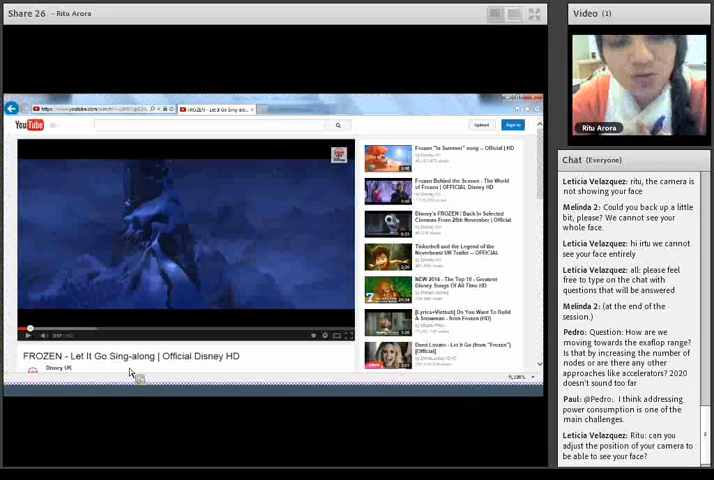 Share 26 - Ritu Arora
Video (1)
FROZEN - Let It Go Sing-alo...
YouTube
Upload
Sign in
Frozen "In Summer" song -- Official | HD
Frozen Behind the Scenes - The World
of Frozen | OFFICIAL Disney HD
Disney's FROZEN | Back In Selected
Cinemas From 28th November | Official
Tinkerbell and the Legend of the
Neverbeast UK Trailer -- OFFICIAL
NEW 2014 - The Top 10 - Greatest
Disney Songs Of All Time HD
[Lyrics+Vietsub] Do You Want To Build
A Snowman - from Frozen (HD)
Demi Lovato - Let It Go (from "Frozen")
[Official]
FROZEN - Let It Go Sing-along | Official Disney HD
Disney UK
Ritu Arora
Chat (Everyone)
Leticia Velazquez: ritu, the camera is
not showing your face
Melinda 2: Could you back up a little
bit, please? We cannot see your
whole face.
Leticia Velazquez: hi irtu we cannot
see your face entirely
Leticia Velazquez: all: please feel
free to type on the chat with
questions that will be answered
Melinda 2: (at the end of the
session.)
Pedro: Question: How are we
moving towards the exaflop range?
Is that by increasing the number of
nodes or are there any other
approaches like accelerators? 2020
doesn't sound too far
Paul: @Pedro: I think addressing
power consumption is one of the
main challenges.
Leticia Velazquez: Ritu: can you
adjust the position of your camera to
be able to see your face?